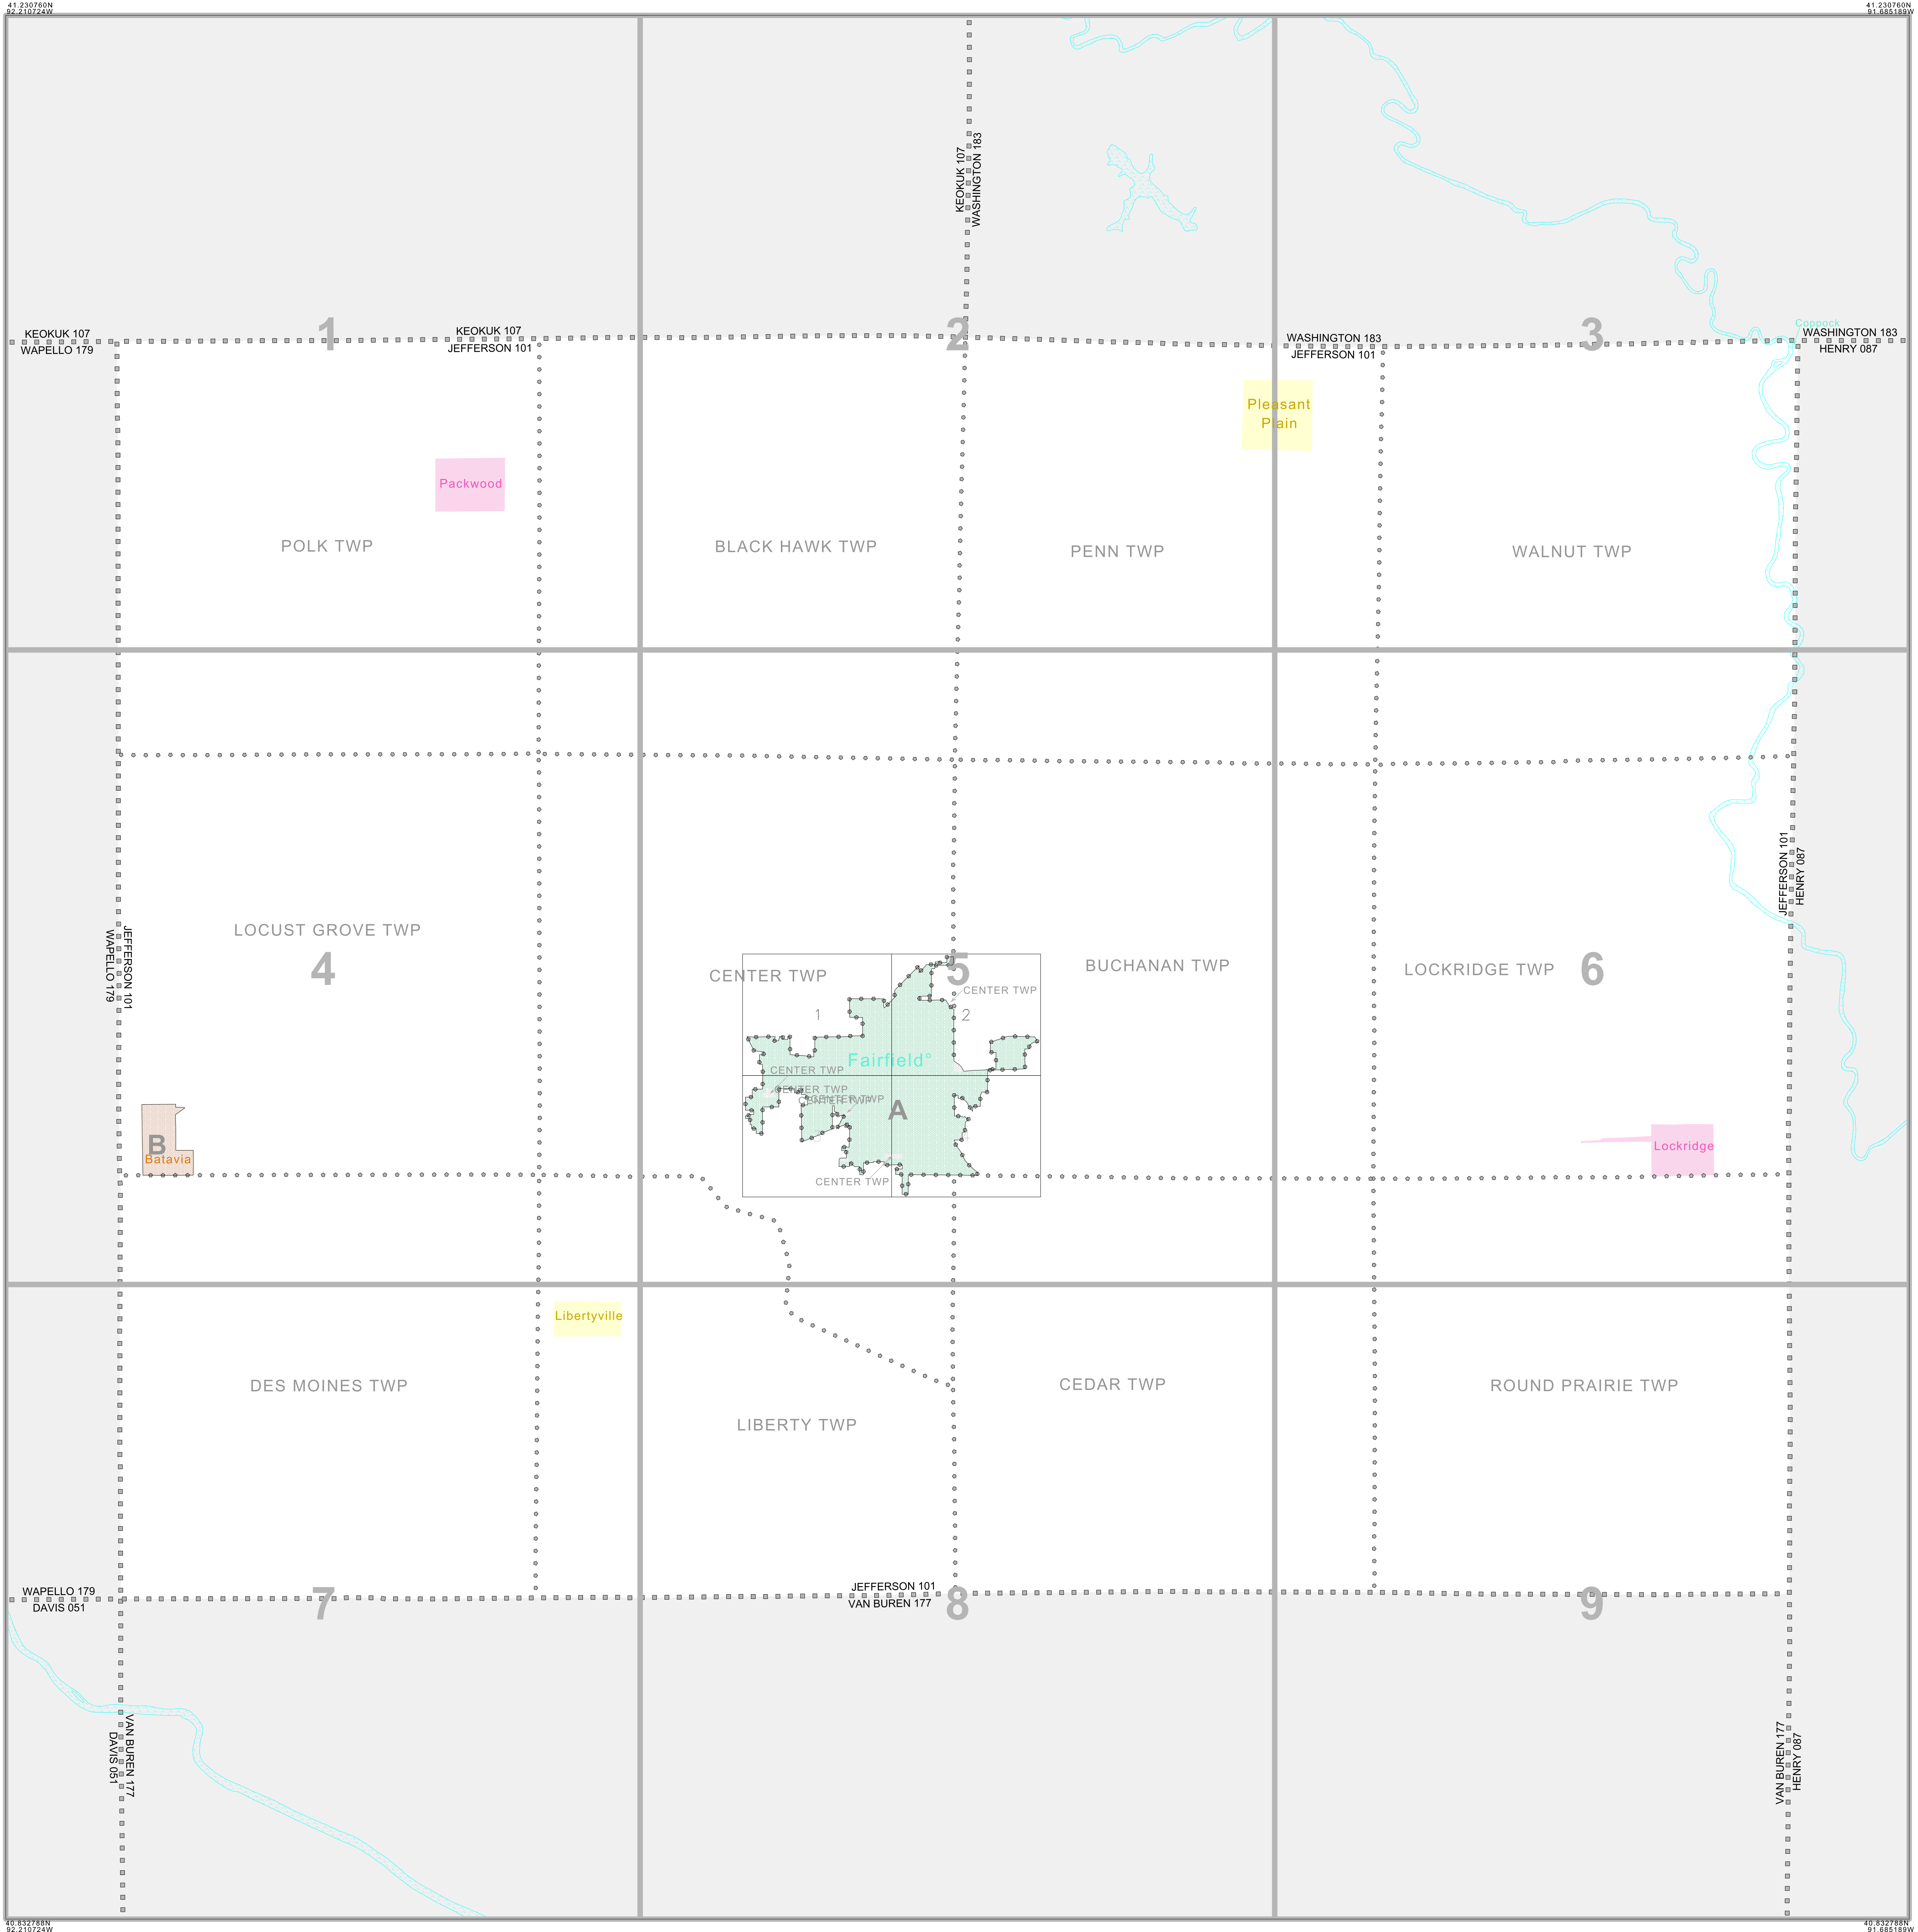 41.230760N
92.210724W
41.230760N
91.685189W
KEOKUK 107
WASHINGTON 183
KEOKUK 107
WAPELLO 179
1
KEOKUK 107
JEFFERSON 101
2
WASHINGTON 183
JEFFERSON 101
3
Coppock
WASHINGTON 183
HENRY 087
Pleasant
Plain
Packwood
POLK TWP
BLACK HAWK TWP
PENN TWP
WALNUT TWP
JEFFERSON 101
HENRY 087
LOCUST GROVE TWP
4
JEFFERSON 101
WAPELLO 179
CENTER TWP
5
BUCHANAN TWP
LOCKRIDGE TWP
6
CENTER TWP
1
2
Fairfield°
CENTER TWP
CENTER TWP
CENTER TWP
CENTER TWP
A
B
Batavia
Lockridge
CENTER TWP
Libertyville
DES MOINES TWP
CEDAR TWP
ROUND PRAIRIE TWP
LIBERTY TWP
WAPELLO 179
DAVIS 051
7
JEFFERSON 101
VAN BUREN 177
8
9
VAN BUREN 177
DAVIS 051
VAN BUREN 177
HENRY 087
40.832788N
92.210724W
40.832788N
91.685189W